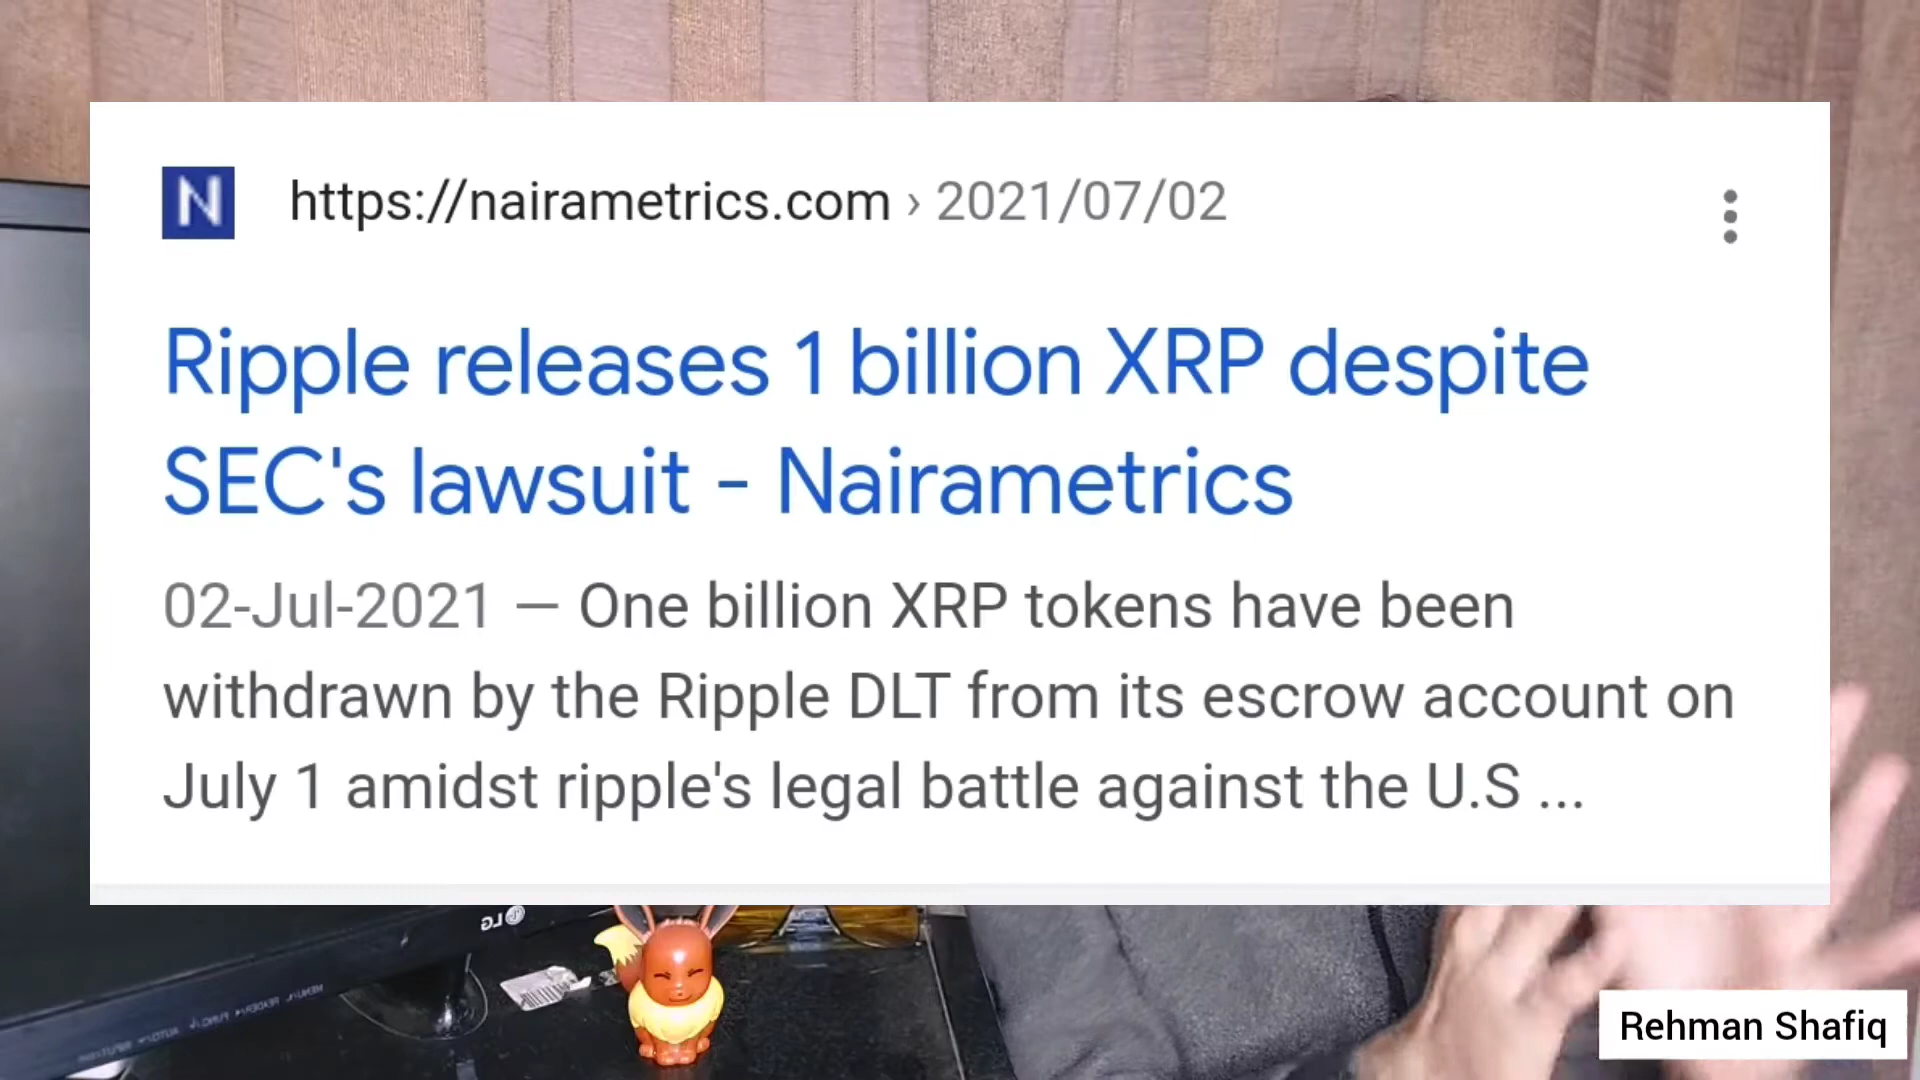 N https://nairametrics.com › 2021/07/02
Ripple releases 1 billion XRP despite
SEC's lawsuit - Nairametrics
02-Jul-2021 — One billion XRP tokens have been
withdrawn by the Ripple DLT from its escrow account on
July 1 amidst ripple's legal battle against the U.S ...
LG
Rehman Shafiq